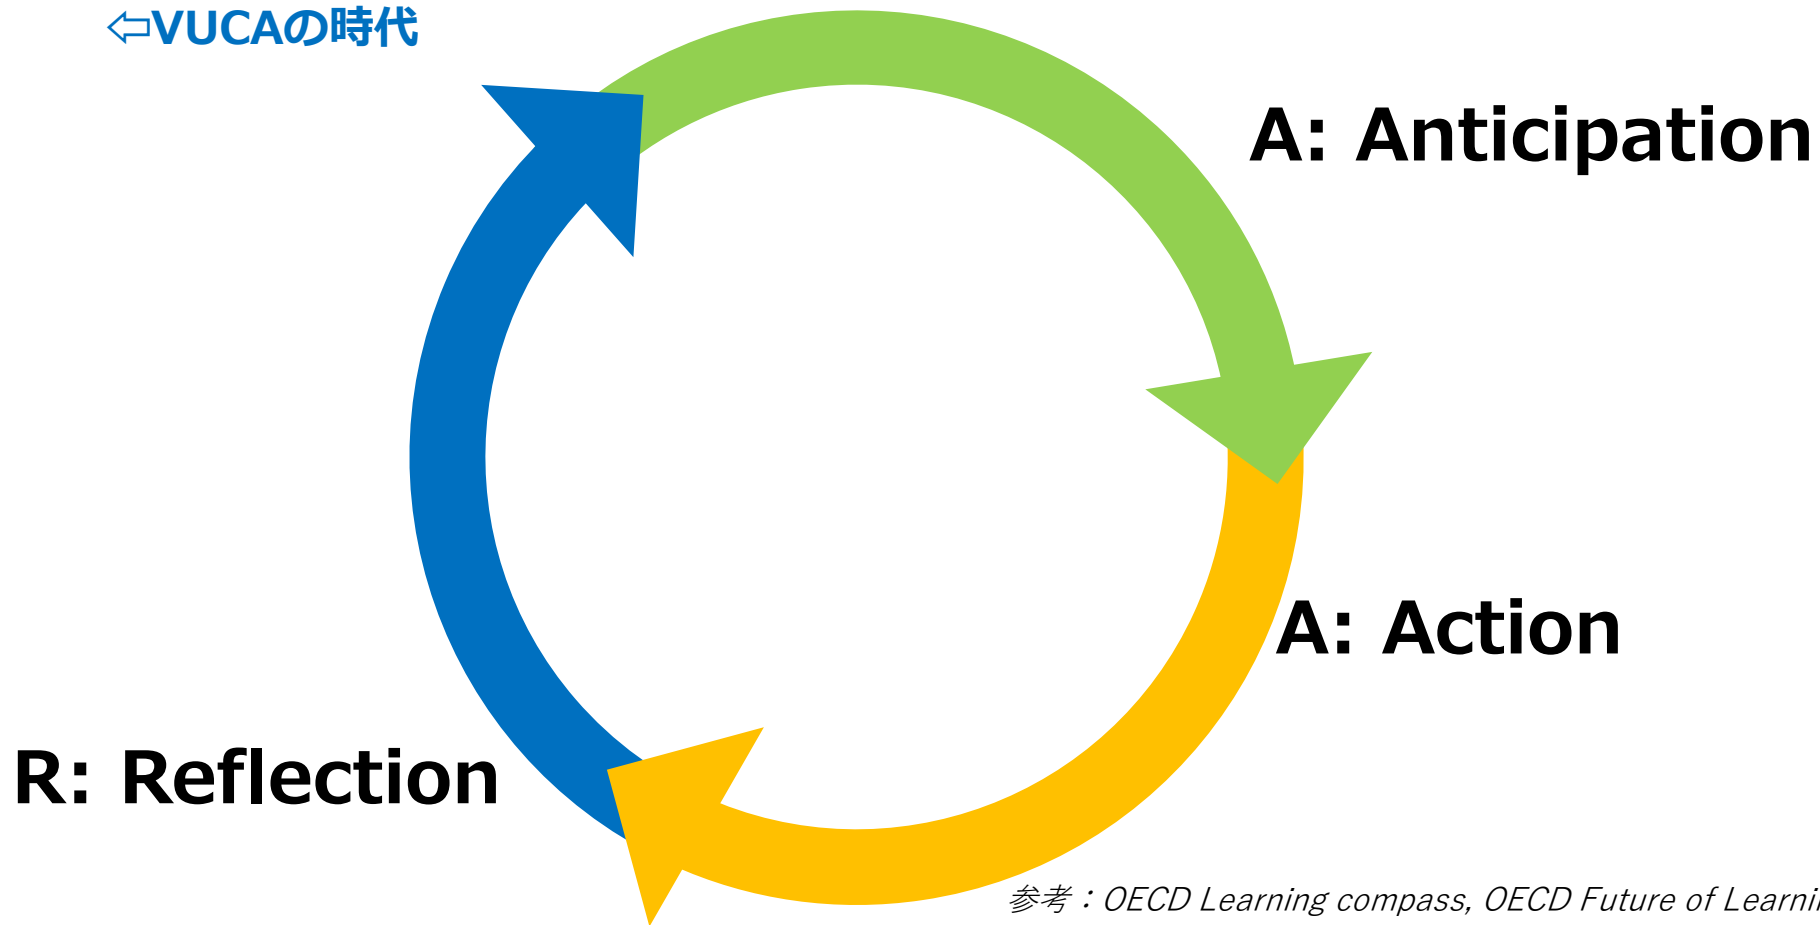 ⇦VUCAの時代
A: Anticipation
A: Action
R: Reflection
参考：OECD Learning compass, OECD Future of